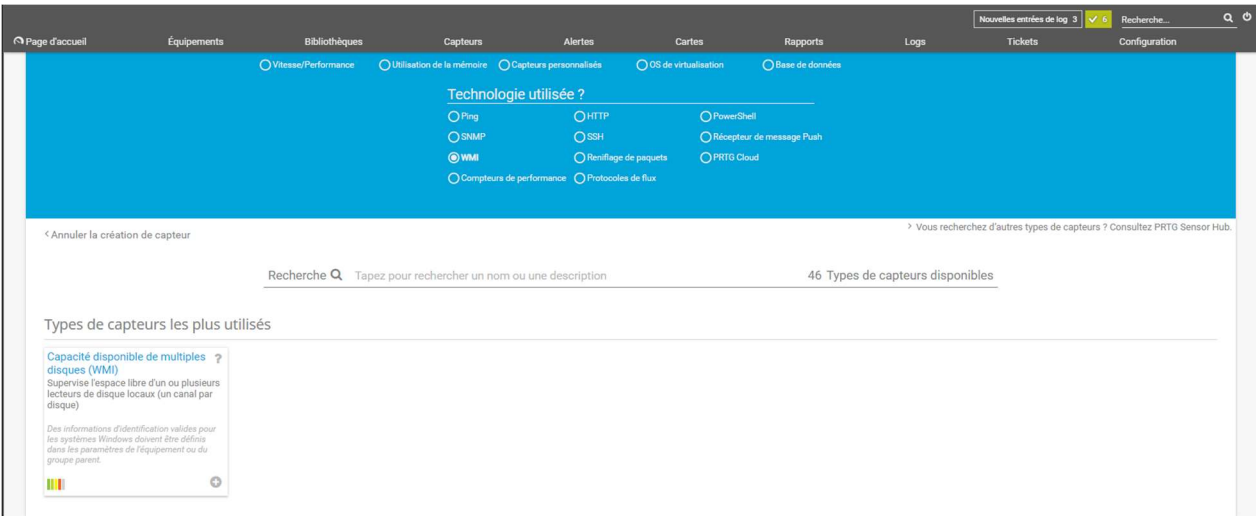 Nouvelles entrées de log 3 6 Recherche...
Page d'accueil Équipements Bibliothèques Capteurs Alertes Cartes Rapports Logs Tickets Configuration
Vitesse/Performance Utilisation de la mémoire Capteurs personnalisés OS de virtualisation Base de données
Technologie utilisée ?
Ping HTTP PowerShell
SNMP SSH Récepteur de message Push
WMI Reniflage de paquets PRTG Cloud
Compteurs de performance Protocoles de flux
< Annuler la création de capteur
> Vous recherchez d'autres types de capteurs ? Consultez PRTG Sensor Hub.
Recherche Tapez pour rechercher un nom ou une description 46 Types de capteurs disponibles
Types de capteurs les plus utilisés
Capacité disponible de multiples ?
disques (WMI)
Supervise l'espace libre d'un ou plusieurs
lecteurs de disque locaux (un canal par
disque)
Des informations d'identification valides pour
les systèmes Windows doivent être définis
dans les paramètres de l'équipement ou du
groupe parent.